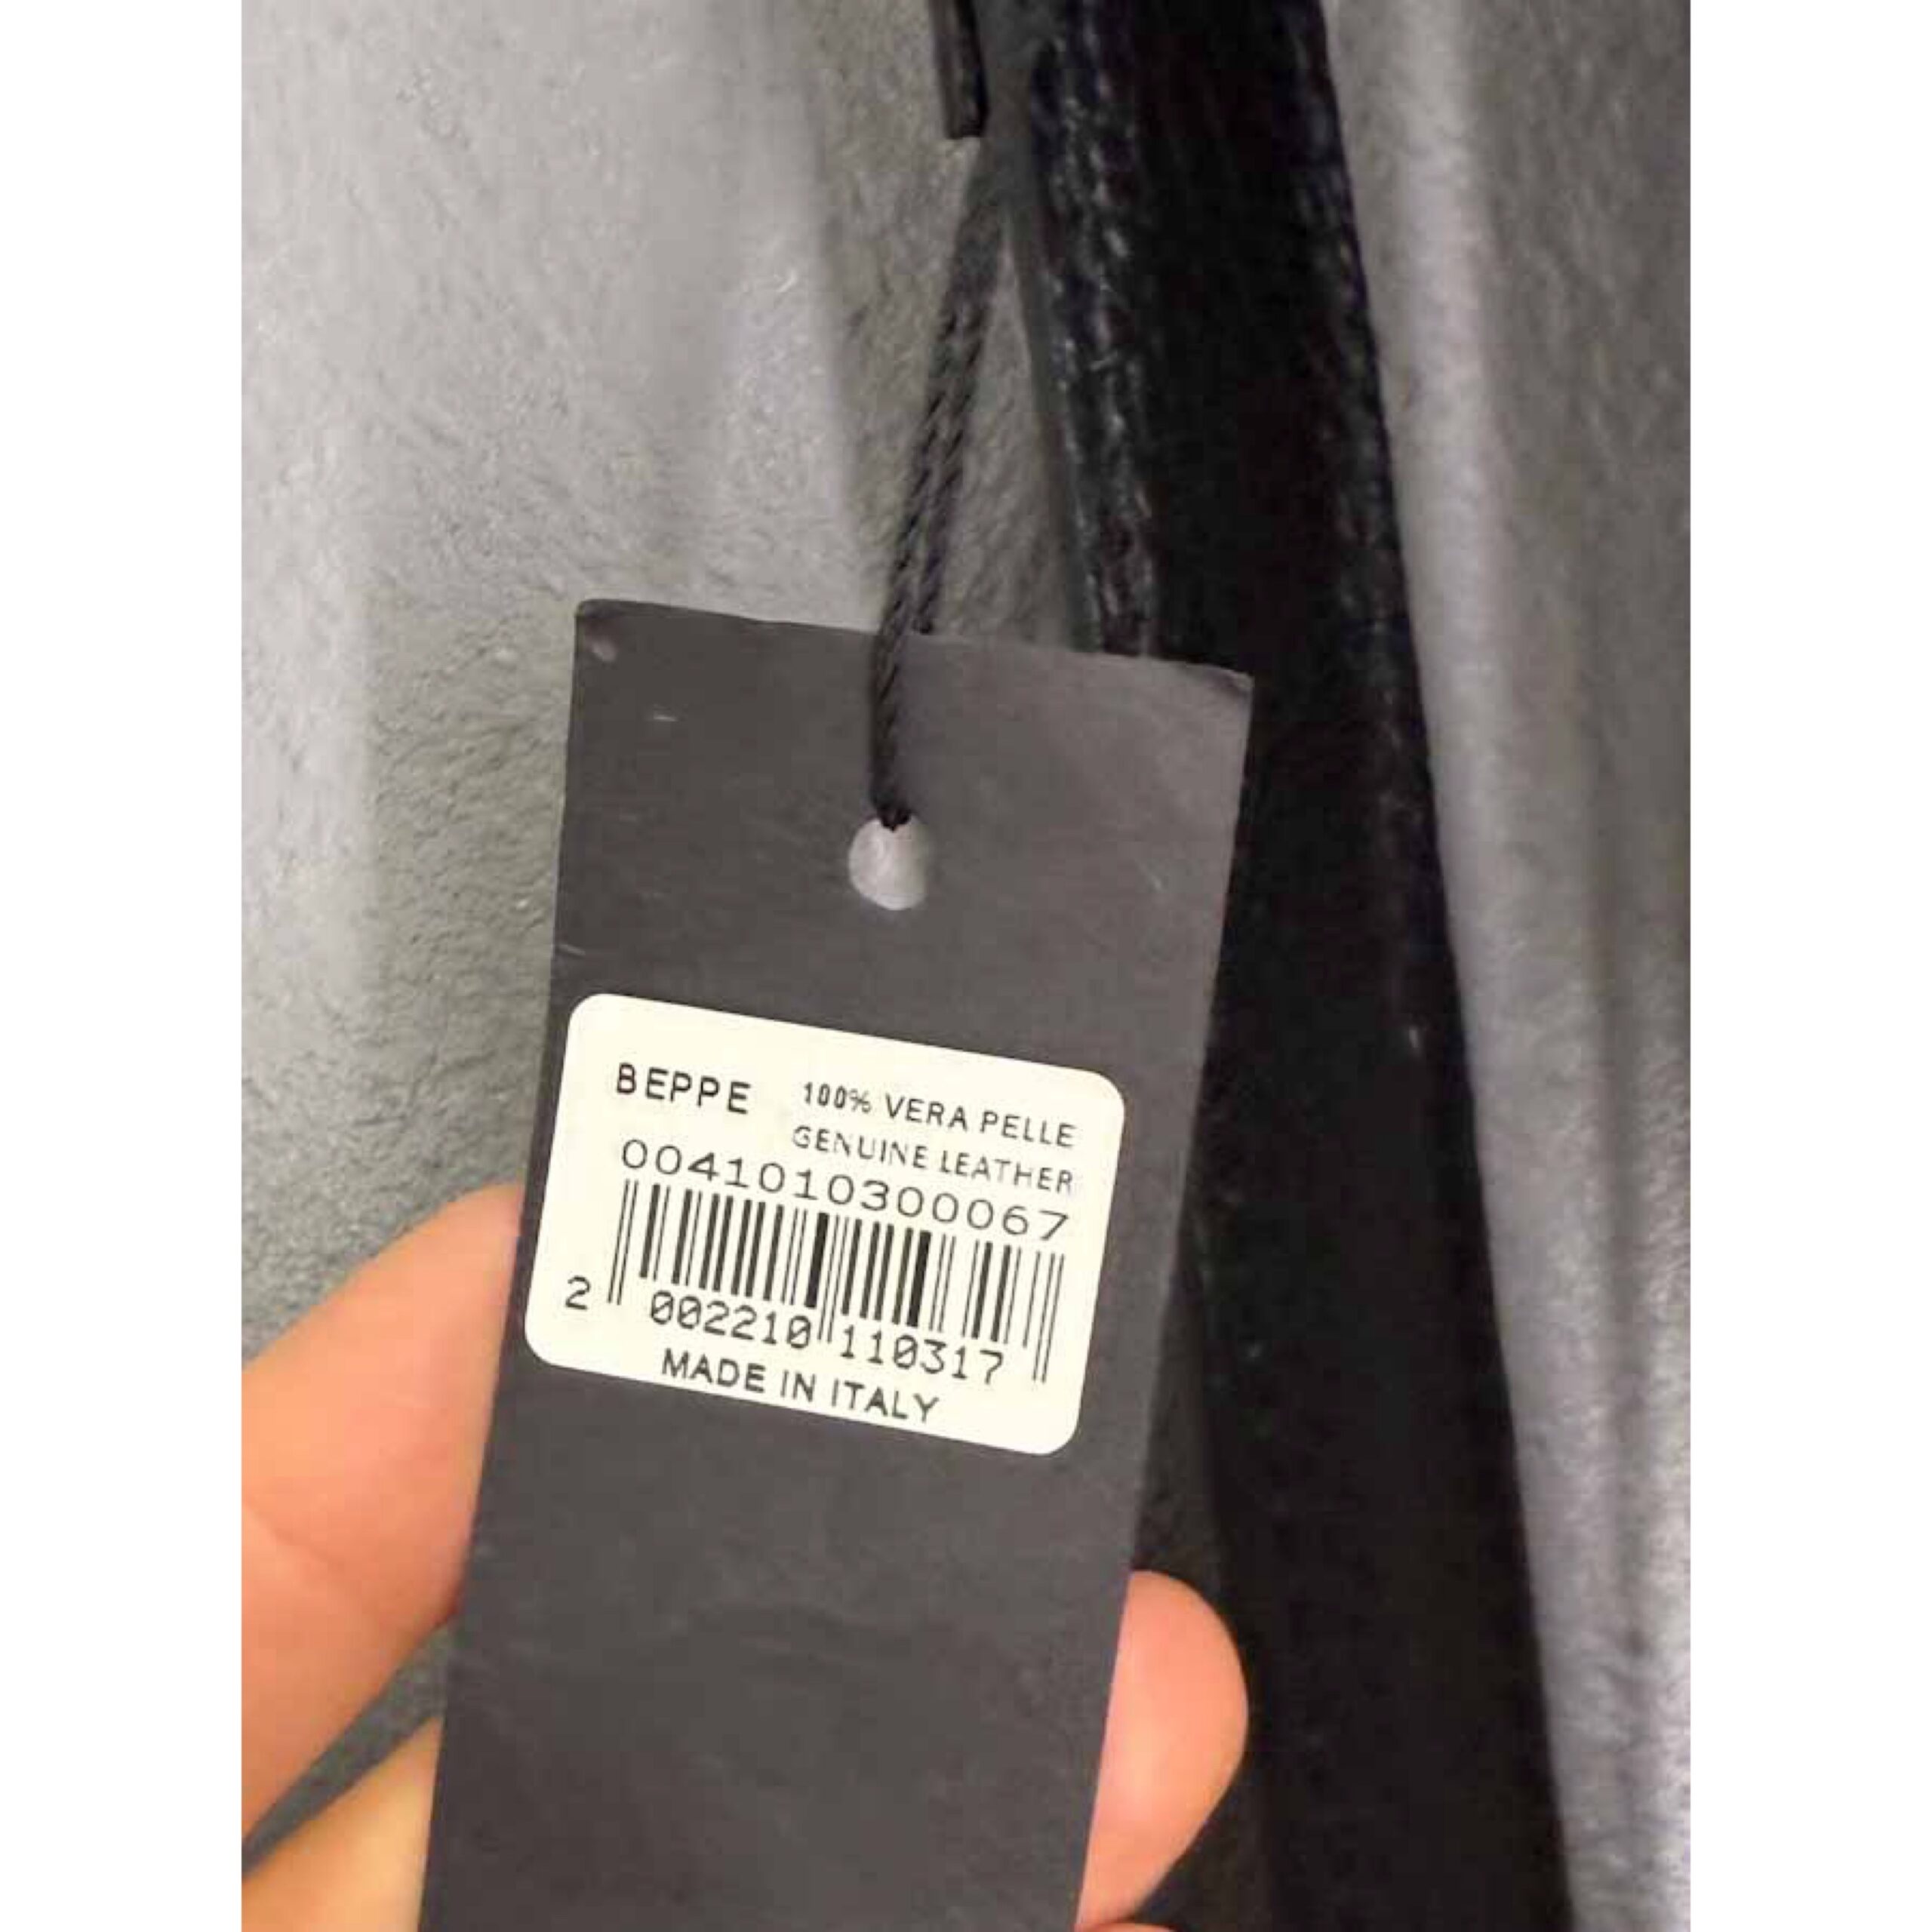 BEPPE 100% VERA PELLE
GENUINE LEATHER
0041010300067
2 002210 110317
MADE IN ITALY